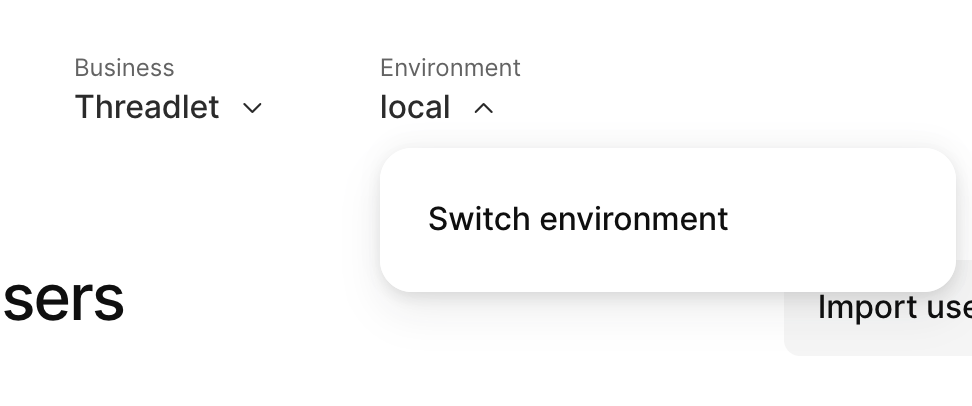 Business
Environment
Threadlet
local
Switch environment
sers
Import use